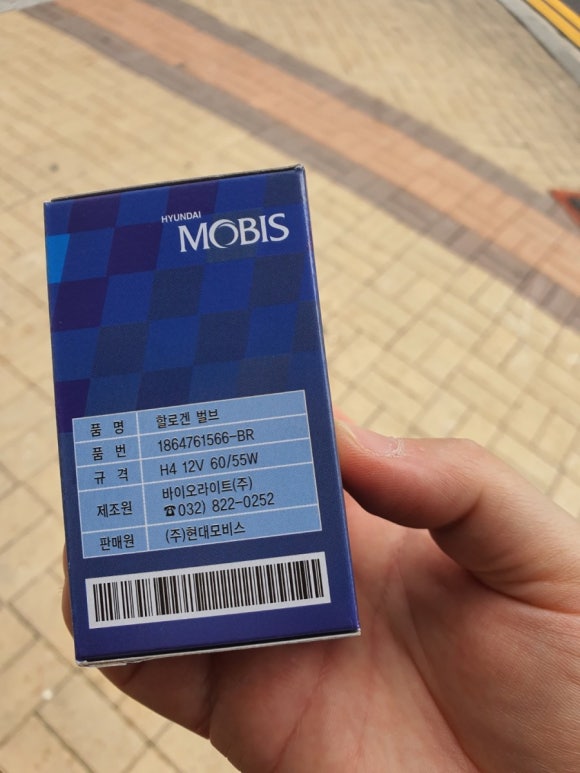 HYUNDAI
MOBIS
품 명 할로겐 벌브
품 번 1864761566-BR
규 격 H4 12V 60/55W
제조원 바이오라이트(주)
☎032) 822-0252
판매원 (주)현대모비스